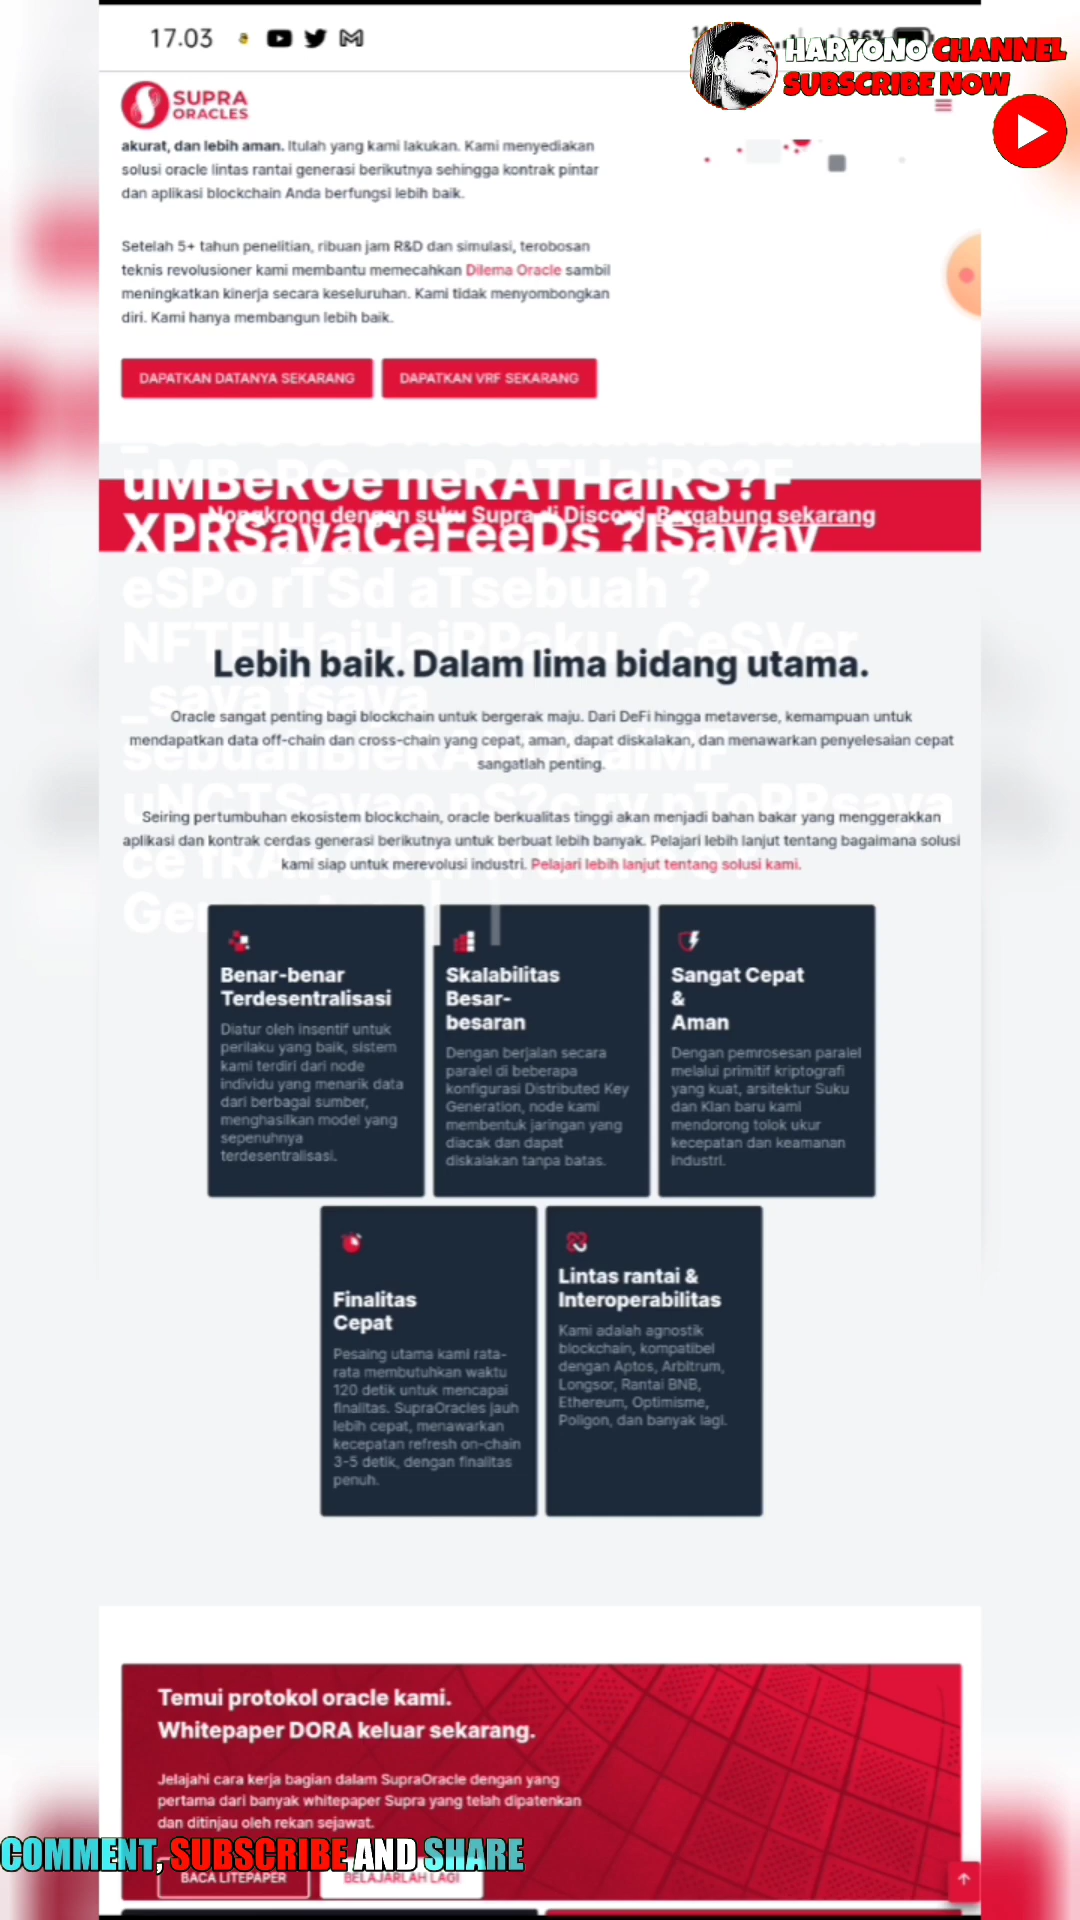 17.03
86%
HARYONO CHANNEL
SUBSCRIBE NOW
SUPRA
ORACLES
akurat, dan lebih aman. Itulah yang kami lakukan. Kami menyediakan
solusi oracle lintas rantai generasi berikutnya sehingga kontrak pintar
dan aplikasi blockchain Anda berfungsi lebih baik.
Setelah 5+ tahun penelitian, ribuan jam R&D dan simulasi, terobosan
teknis revolusioner kami membantu memecahkan Dilema Oracle sambil
meningkatkan kinerja secara keseluruhan. Kami tidak menyombongkan
diri. Kami hanya membangun lebih baik.
DAPATKAN DATANYA SEKARANG
DAPATKAN VRF SEKARANG
uMBeRGe neRATHaiRS?F
Nongkrong dengan suku Supra di Discord. Bergabung sekarang
XPRSayaCeFeeDs ?ISayav
eSPo rTSd aTsebuah ?
Lebih baik. Dalam lima bidang utama.
_saya fsaya
Oracle sangat penting bagi blockchain untuk bergerak maju. Dari DeFi hingga metaverse, kemampuan untuk
mendapatkan data off-chain dan cross-chain yang cepat, aman, dapat diskalakan, dan menawarkan penyelesaian cepat
sangatlah penting.
Seiring pertumbuhan ekosistem blockchain, oracle berkualitas tinggi akan menjadi bahan bakar yang menggerakkan
aplikasi dan kontrak cerdas generasi berikutnya untuk berbuat lebih banyak. Pelajari lebih lanjut tentang bagaimana solusi
kami siap untuk merevolusi industri. Pelajari lebih lanjut tentang solusi kami.
Benar-benar
Terdesentralisasi
Diatur oleh insentif untuk
perilaku yang baik, sistem
kami terdiri dari node
individu yang menarik data
dari berbagai sumber,
menghasilkan model yang
sepenuhnya
terdesentralisasi.
Skalabilitas
Besar-
besaran
Dengan berjalan secara
paralel di beberapa
konfigurasi Distributed Key
Generation, node kami
membentuk jaringan yang
diacak dan dapat
diskalakan tanpa batas.
Sangat Cepat
&
Aman
Dengan pemrosesan paralel
melalui primitif kriptografi
yang kuat, arsitektur Suku
dan Klan baru kami
mendorong tolok ukur
kecepatan dan keamanan
industri.
Finalitas
Cepat
Pesaing utama kami rata-
rata membutuhkan waktu
120 detik untuk mencapai
finalitas. SupraOracles jauh
lebih cepat, menawarkan
kecepatan refresh on-chain
3-5 detik, dengan finalitas
penuh.
Lintas rantai &
Interoperabilitas
Kami adalah agnostik
blockchain, kompatibel
dengan Aptos, Arbitrum,
Longsor, Rantai BNB,
Ethereum, Optimisme,
Poligon, dan banyak lagi.
Temui protokol oracle kami.
Whitepaper DORA keluar sekarang.
Jelajahi cara kerja bagian dalam SupraOracle dengan yang
pertama dari banyak whitepaper Supra yang telah dipatenkan
dan ditinjau oleh rekan sejawat.
COMMENT, SUBSCRIBE AND SHARE
BACA LITEPAPER
BELAJARLAH LAGI